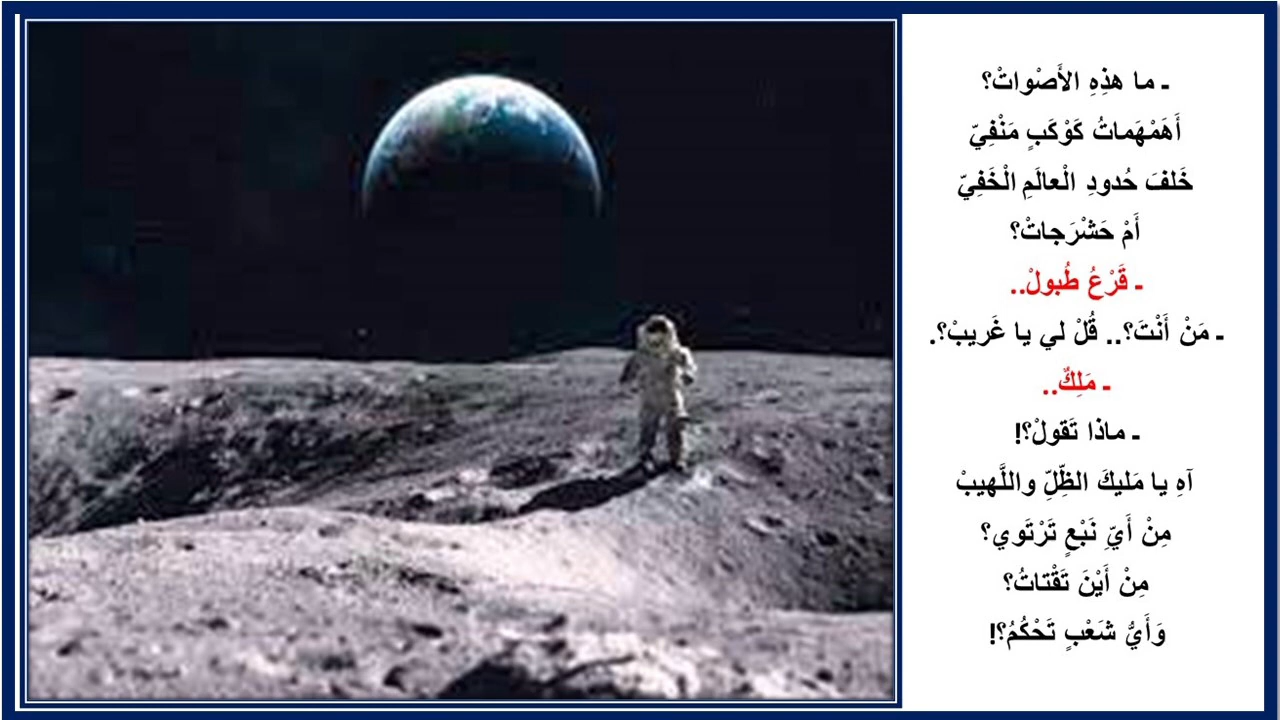 ـ ما هذِهِ الأَصْواتْ؟
أَهَمْهَماتُ كَوْكَبٍ مَنْفِيّ
خَلفَ حُدودِ الْعالَمِ الْخَفِيّ
أَمْ حَشْرَجاتْ؟
ـ قَرْعُ طُبولْ..
ـ مَنْ أَنْتَ؟.. قُلْ لي يا غَريبْ؟.
ـ مَلِكٌ..
ـ ماذا تَقولْ؟!
آهِ يا مَليكَ الظِّلِّ واللَّهيبْ
مِنْ أَيِّ نَبْعٍ تَرْتَوي؟
مِنْ أَيْنَ تَقْتاتُ؟
وَأَيُّ شَعْبٍ تَحْكُمُ؟!